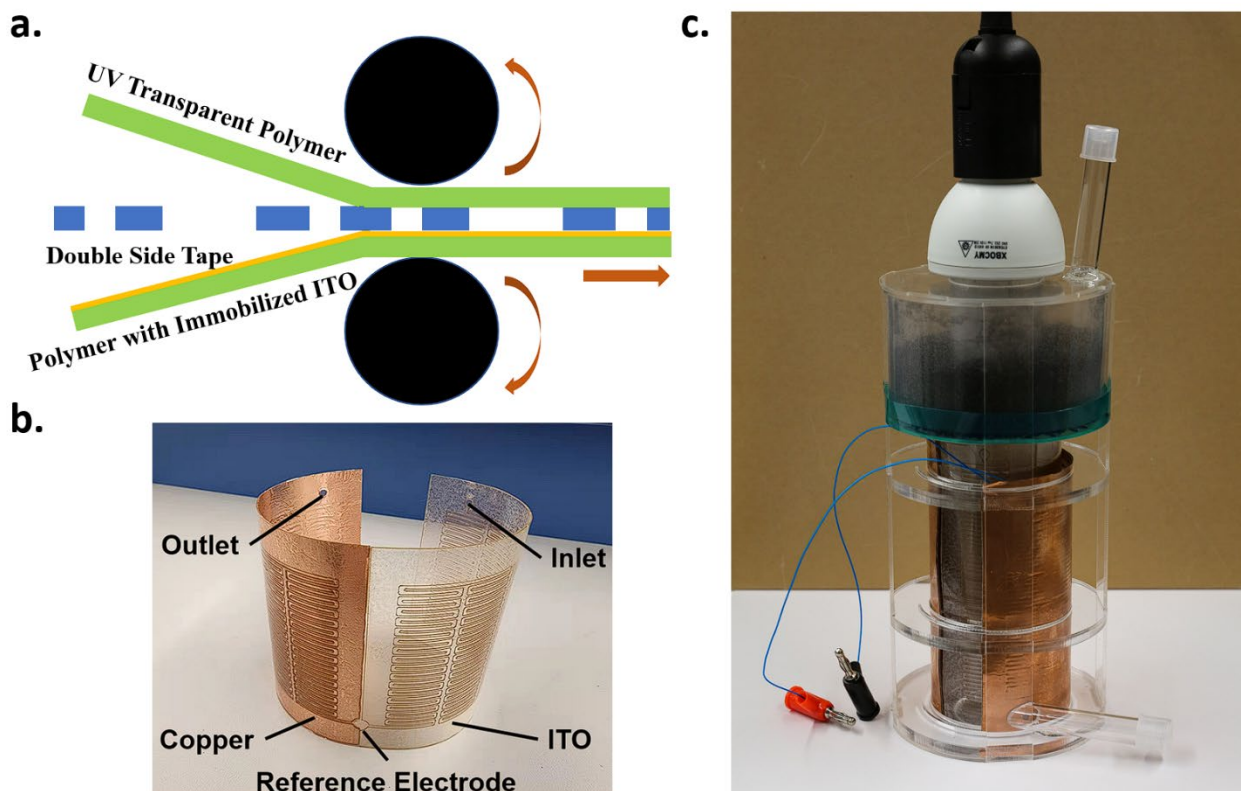 a.
UV Transparent Polymer
Double Side Tape
Polymer with Immobilized ITO
b.
Outlet
Inlet
Copper
ITO
Reference Electrode
c.
XBOCMY